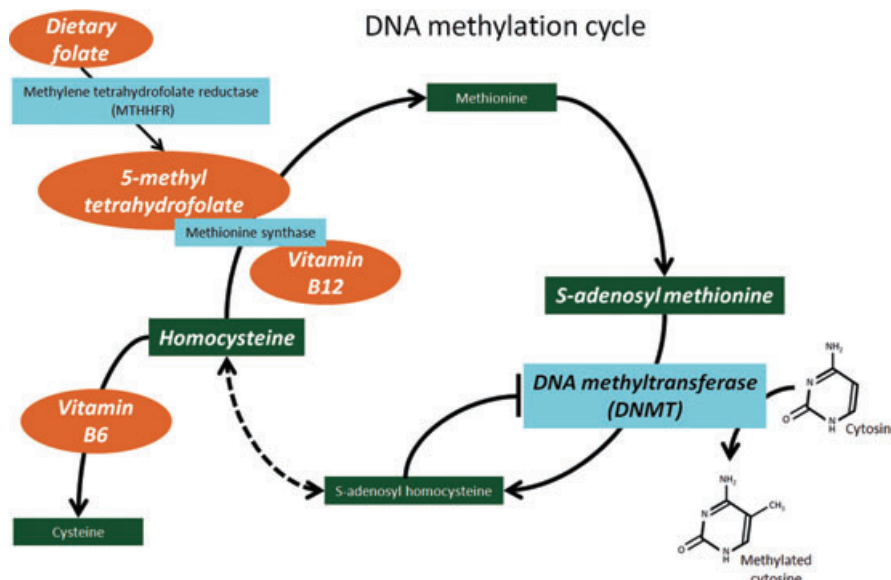 DNA methylation cycle
Dietary
folate
Methylene tetrahydrofolate reductase
(MTHHFR)
Methionine
5-methyl
tetrahydrofolate
Methionine synthase
Vitamin
B12
S-adenosyl methionine
Homocysteine
DNA methyltransferase
(DNMT)
NH₂
N
O
N
H
Cytosin
Vitamin
B6
S-adenosyl homocysteine
NH₂
N
CH₃
O
N
H
Cysteine
Methylated
cytosine